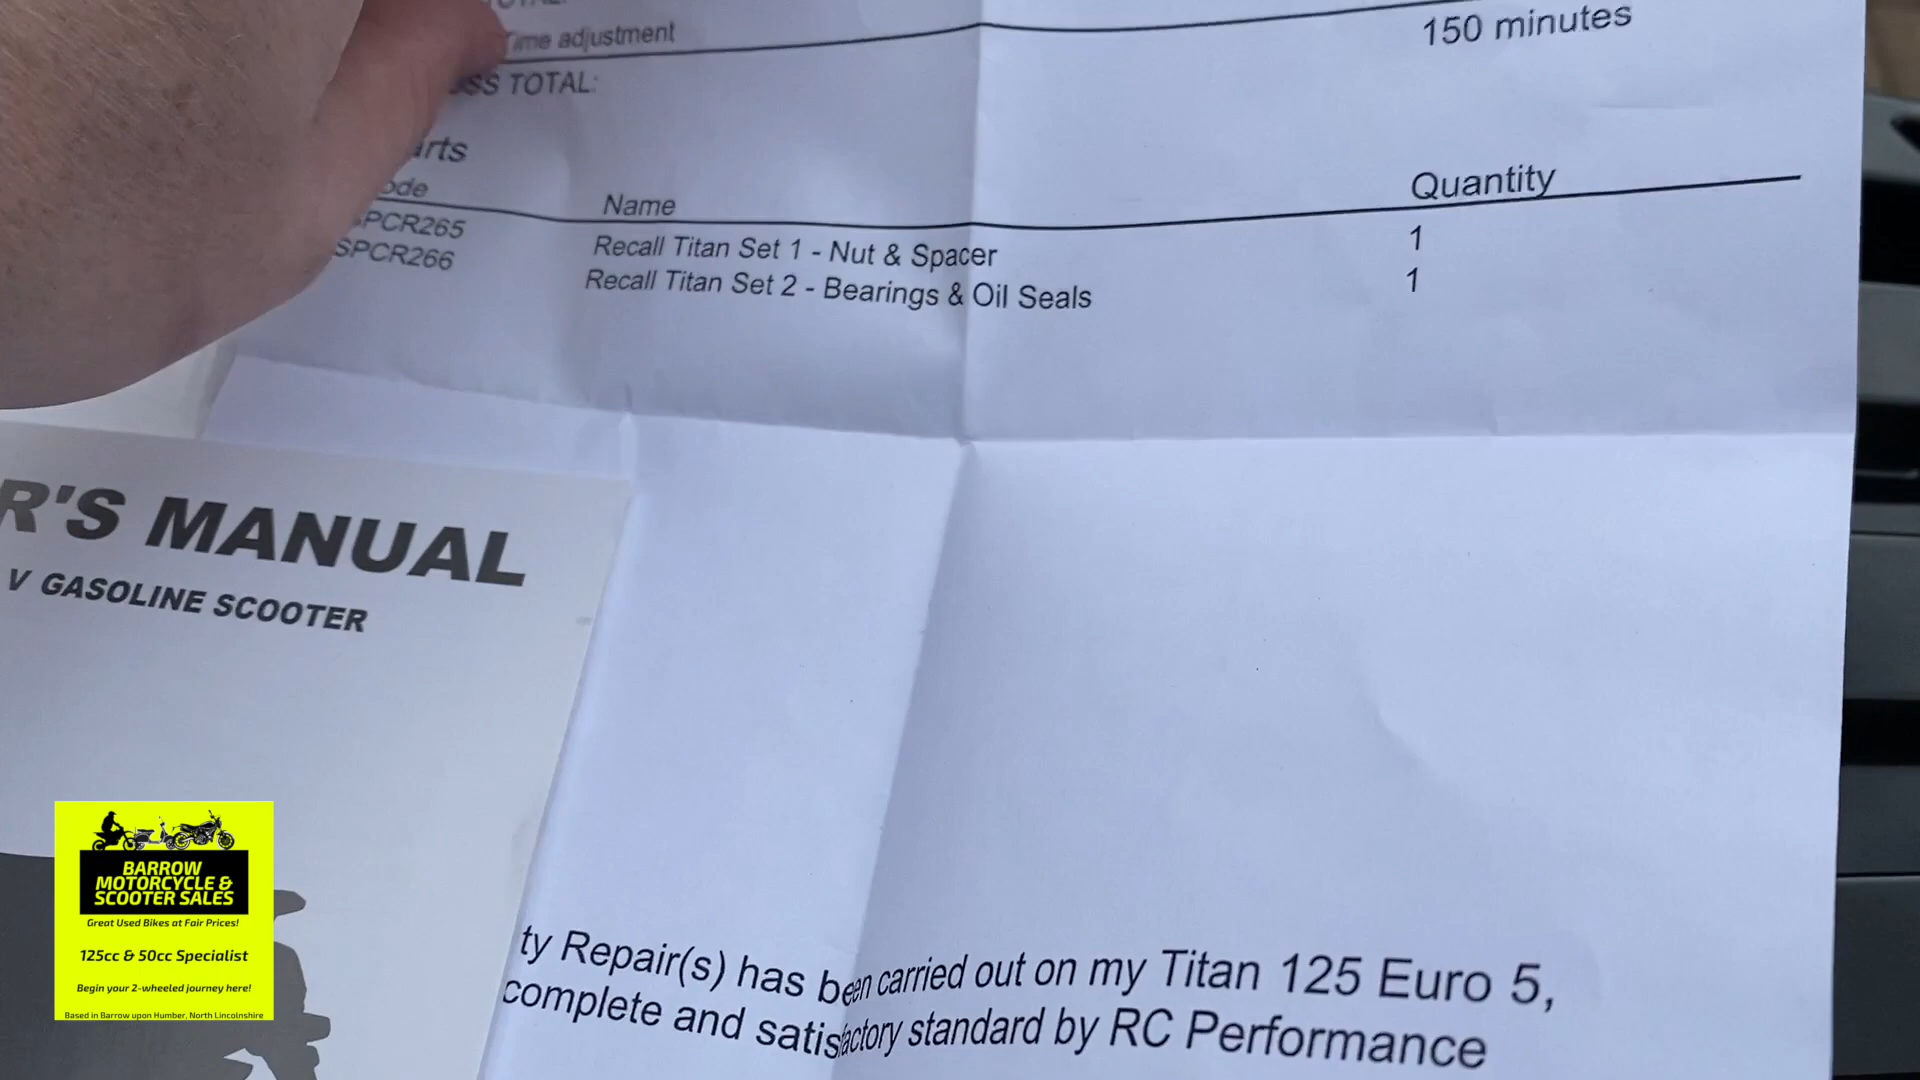 Time adjustment
150 minutes
TOTAL:
Name
Quantity
PCR265
Recall Titan Set 1 - Nut & Spacer
1
SPCR266
Recall Titan Set 2 - Bearings & Oil Seals
1
R'S MANUAL
V GASOLINE SCOOTER
BARROW
MOTORCYCLE &
SCOOTER SALES
Great Used Bikes at Fair Prices!
125cc & 50cc Specialist
Begin your 2-wheeled journey here!
Based in Barrow upon Humber, North Lincolnshire
ty Repair(s) has been carried out on my Titan 125 Euro 5,
complete and satisfactory standard by RC Performance